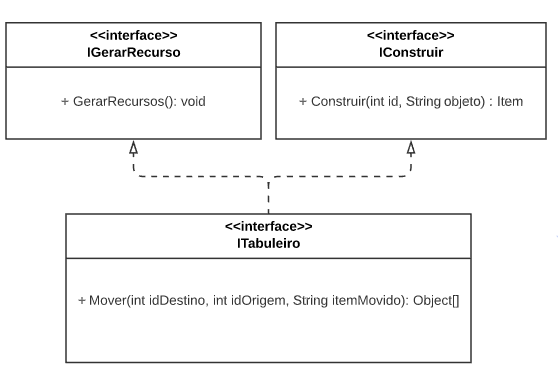 <<interface>>
IGerarRecurso
+ GerarRecursos(): void
<<interface>>
IConstruir
+ Construir(int id, String objeto) : Item
<<interface>>
ITabuleiro
+ Mover(int idDestino, int idOrigem, String itemMovido): Object[]